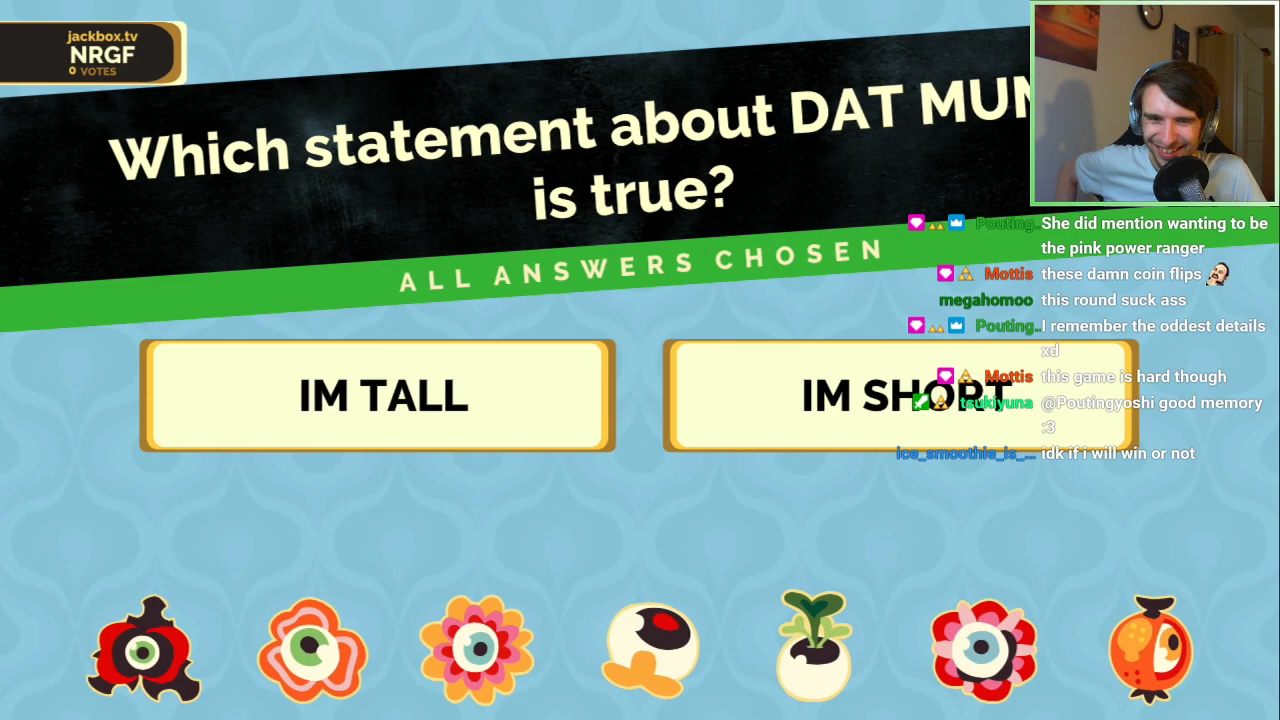 jackbox.tv
NRGF
0 VOTES
Which statement about DAT MUM
is true?
ALL ANSWERS CHOSEN
IM TALL
IM SHORT
Pouting.. She did mention wanting to be
the pink power ranger
Mottis these damn coin flips
megahomoo this round suck ass
Pouting.. I remember the oddest details
xd
Mottis this game is hard though
tsukiyuna @Poutingyoshi good memory
:3
ice_smoothie_is_... idk if i will win or not